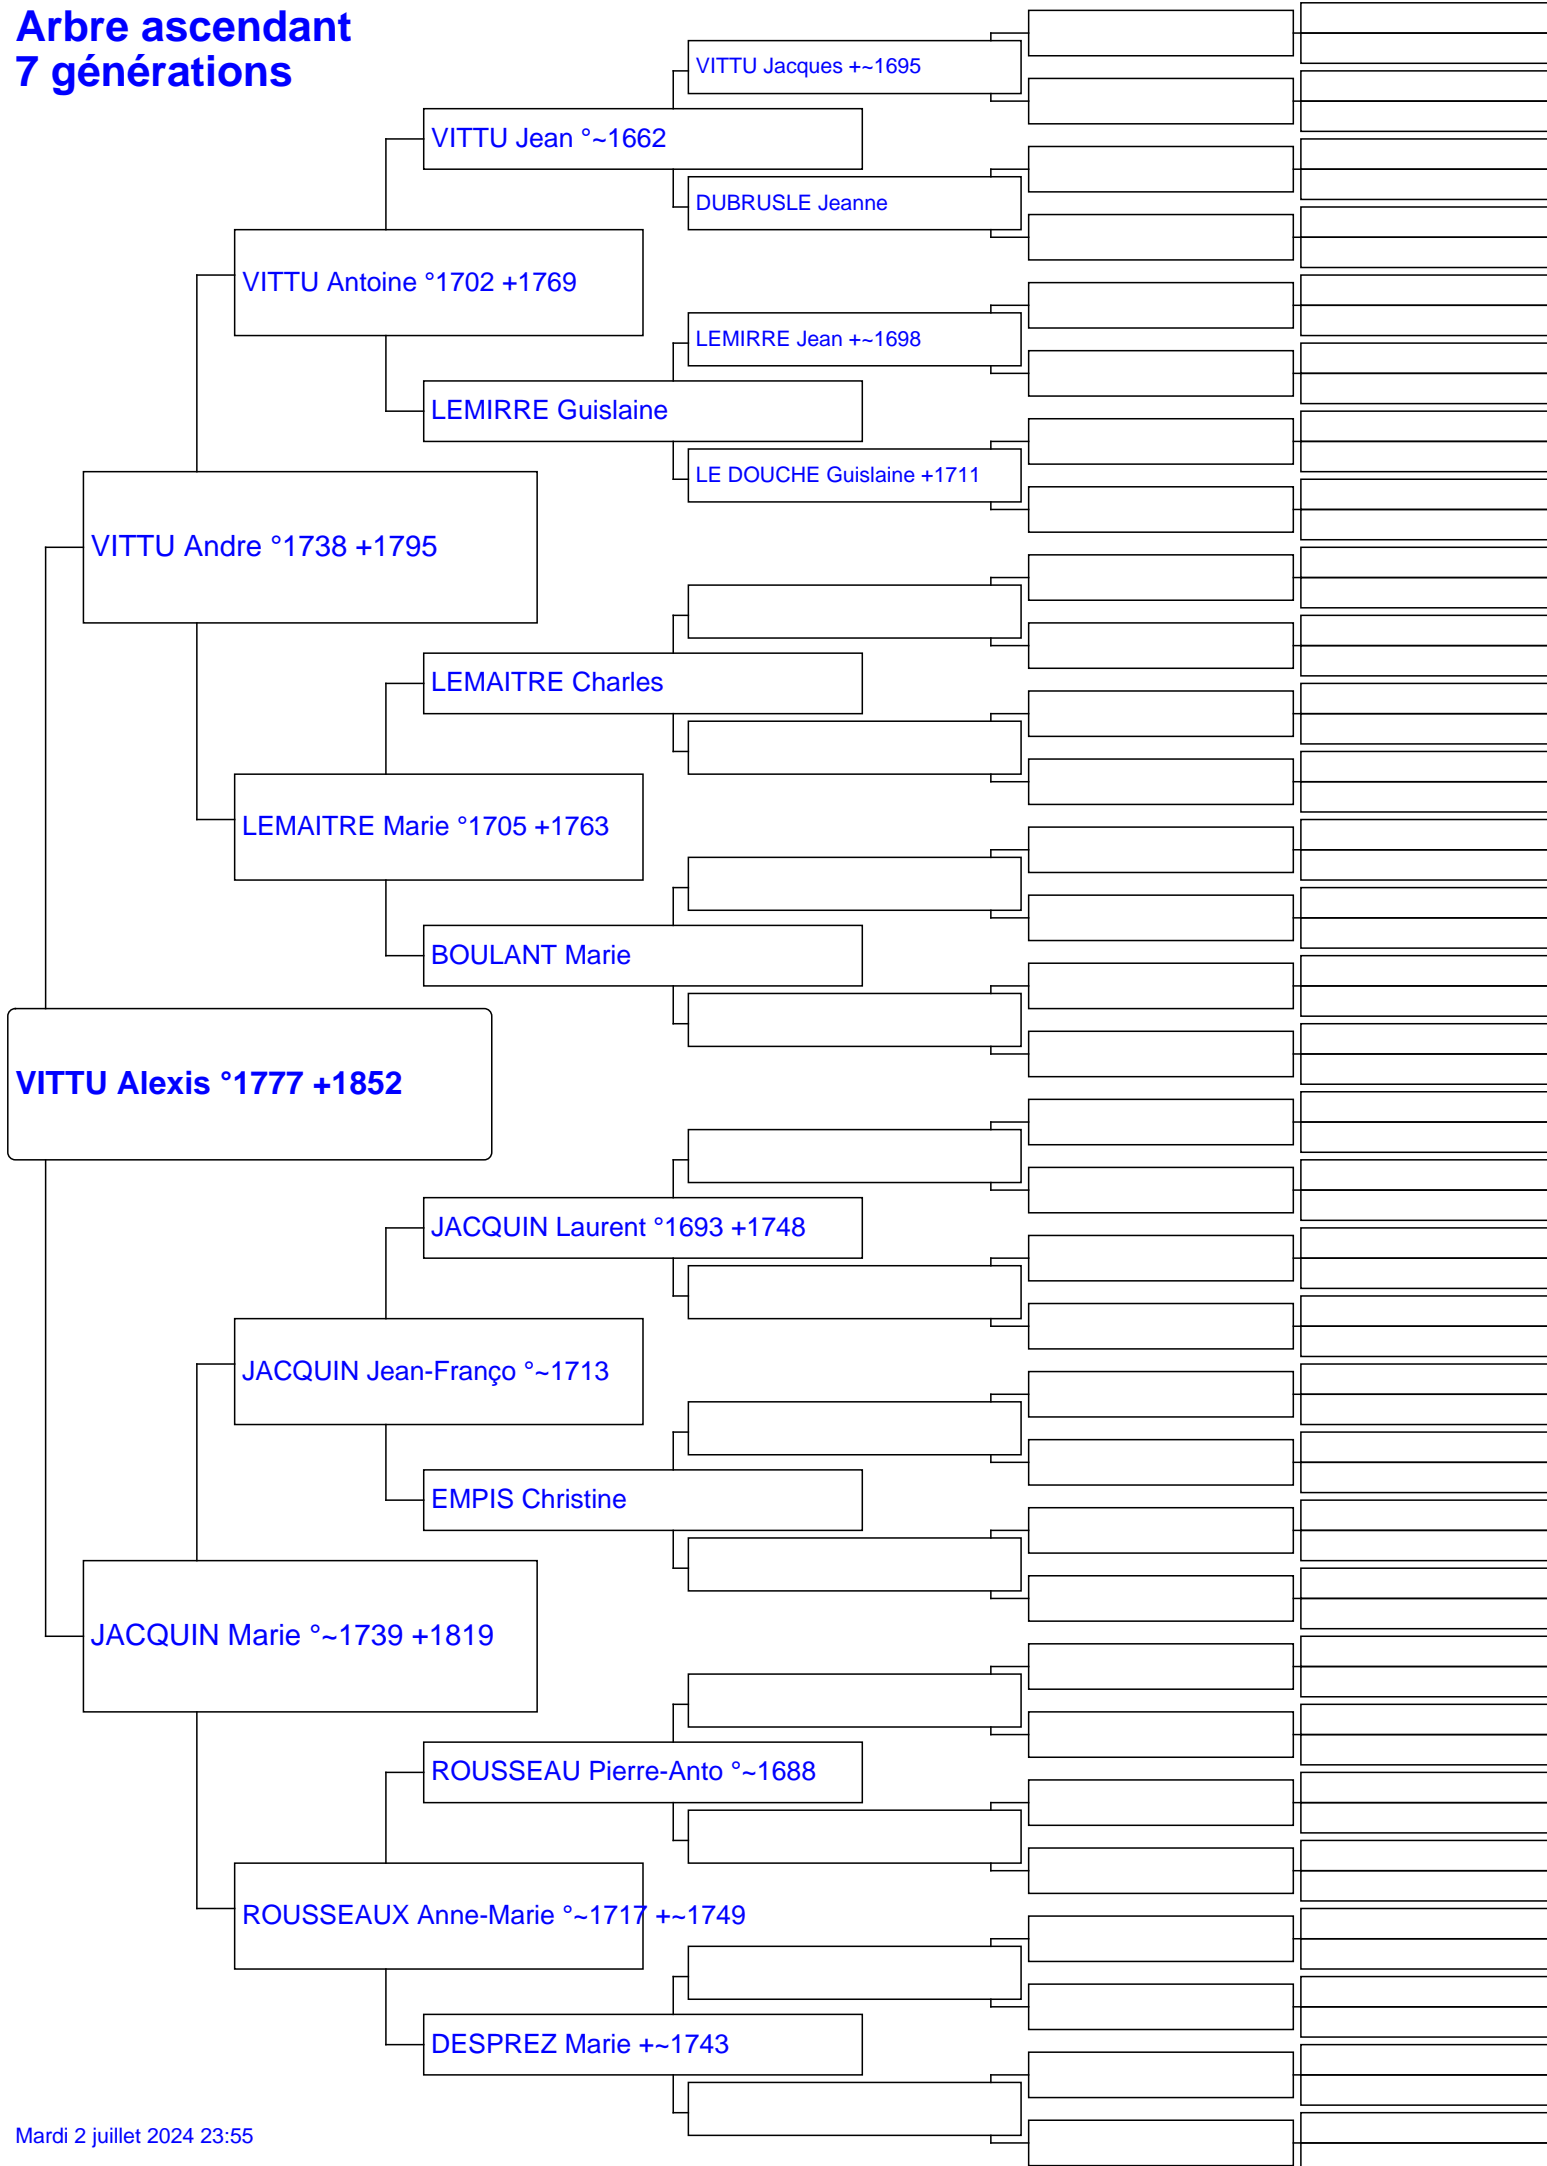 Arbre ascendant
7 générations
VITTU Jacques +~1695
VITTU Jean °~1662
DUBRUSLE Jeanne
VITTU Antoine °1702 +1769
LEMIRRE Jean +~1698
LEMIRRE Guislaine
LE DOUCHE Guislaine +1711
VITTU Andre °1738 +1795
LEMAITRE Charles
LEMAITRE Marie °1705 +1763
BOULANT Marie
VITTU Alexis °1777 +1852
JACQUIN Laurent °1693 +1748
JACQUIN Jean-Franço °~1713
EMPIS Christine
JACQUIN Marie °~1739 +1819
ROUSSEAU Pierre-Anto °~1688
ROUSSEAUX Anne-Marie °~1717 +~1749
DESPREZ Marie +~1743
Mardi 2 juillet 2024 23:55